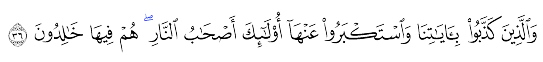 وَٱلَّذِينَ كَذَّبُوا۟ بِـَٔايَـٰتِنَا وَٱسْتَكْبَرُوا۟ عَنْهَآ أُو۟لَـٰٓئِكَ أَصْحَـٰبُ ٱلنَّارِ ۖ هُمْ فِيهَا خَـٰلِدُونَ ﴿٣٦﴾